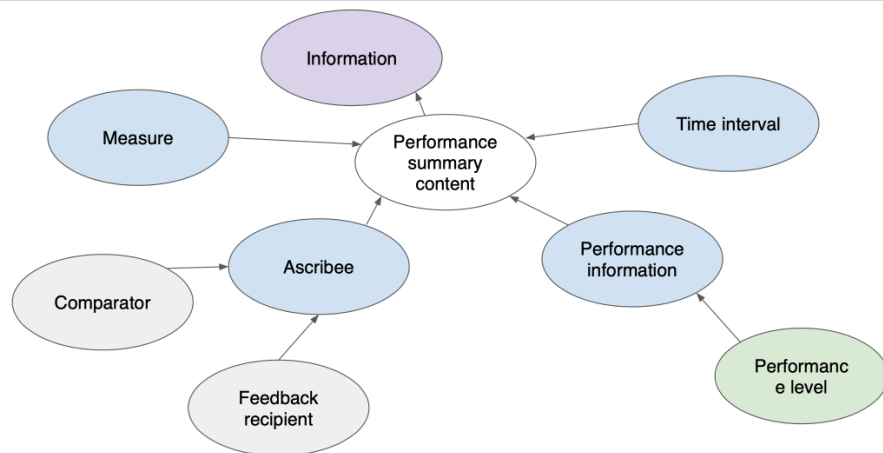 Information
Measure
Performance
summary
content
Time interval
Ascribee
Performance
information
Comparator
Feedback
recipient
Performanc
e level